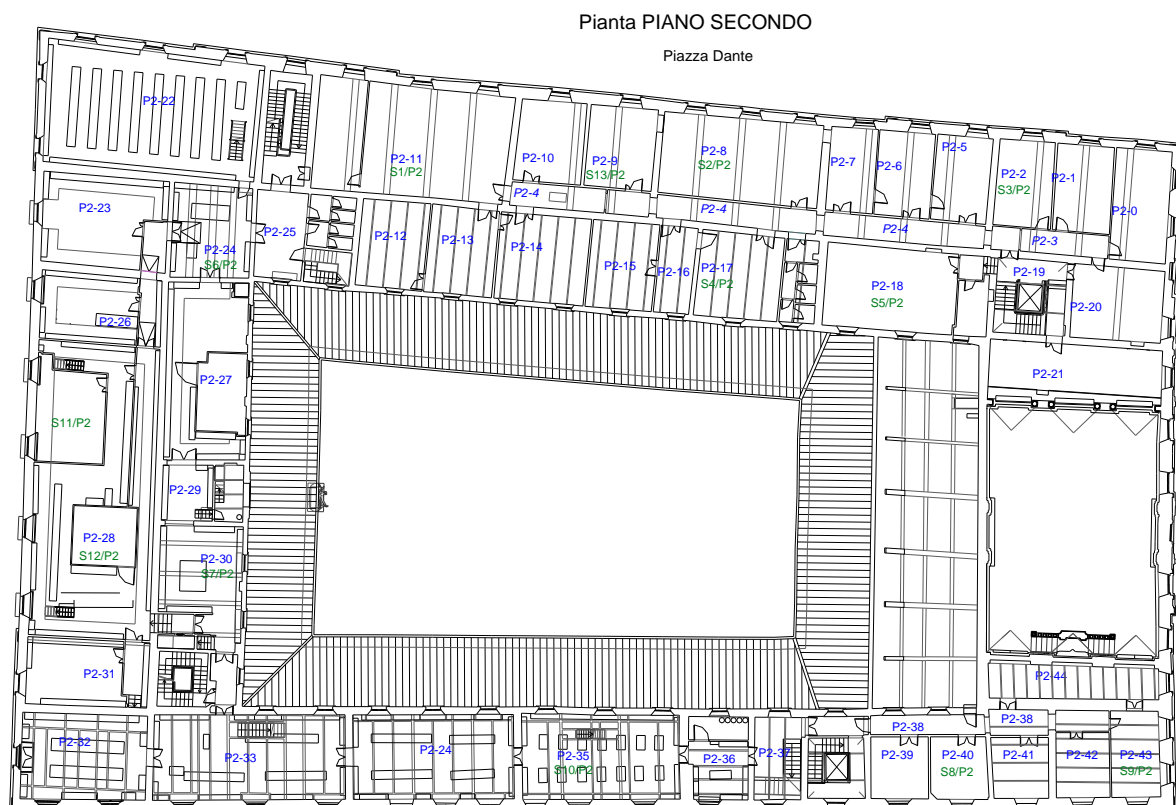 Pianta PIANO SECONDO
Piazza Dante
P2-22
P2-11
S1/P2
P2-10
P2-9
S13/P2
P2-8
S2/P2
P2-7
P2-6
P2-5
P2-2
S3/P2
P2-1
P2-0
P2-4
P2-4
P2-4
P2-3
P2-23
P2-24
S6/P2
P2-25
P2-12
P2-13
P2-14
P2-15
P2-16
P2-17
S4/P2
P2-18
S5/P2
P2-19
P2-20
P2-26
P2-27
P2-21
S11/P2
P2-29
P2-28
S12/P2
P2-30
S7/P2
P2-31
P2-44
P2-32
P2-33
P2-24
P2-35
S10/P2
P2-36
P2-37
P2-38
P2-38
P2-39
P2-40
S8/P2
P2-41
P2-42
P2-43
S9/P2